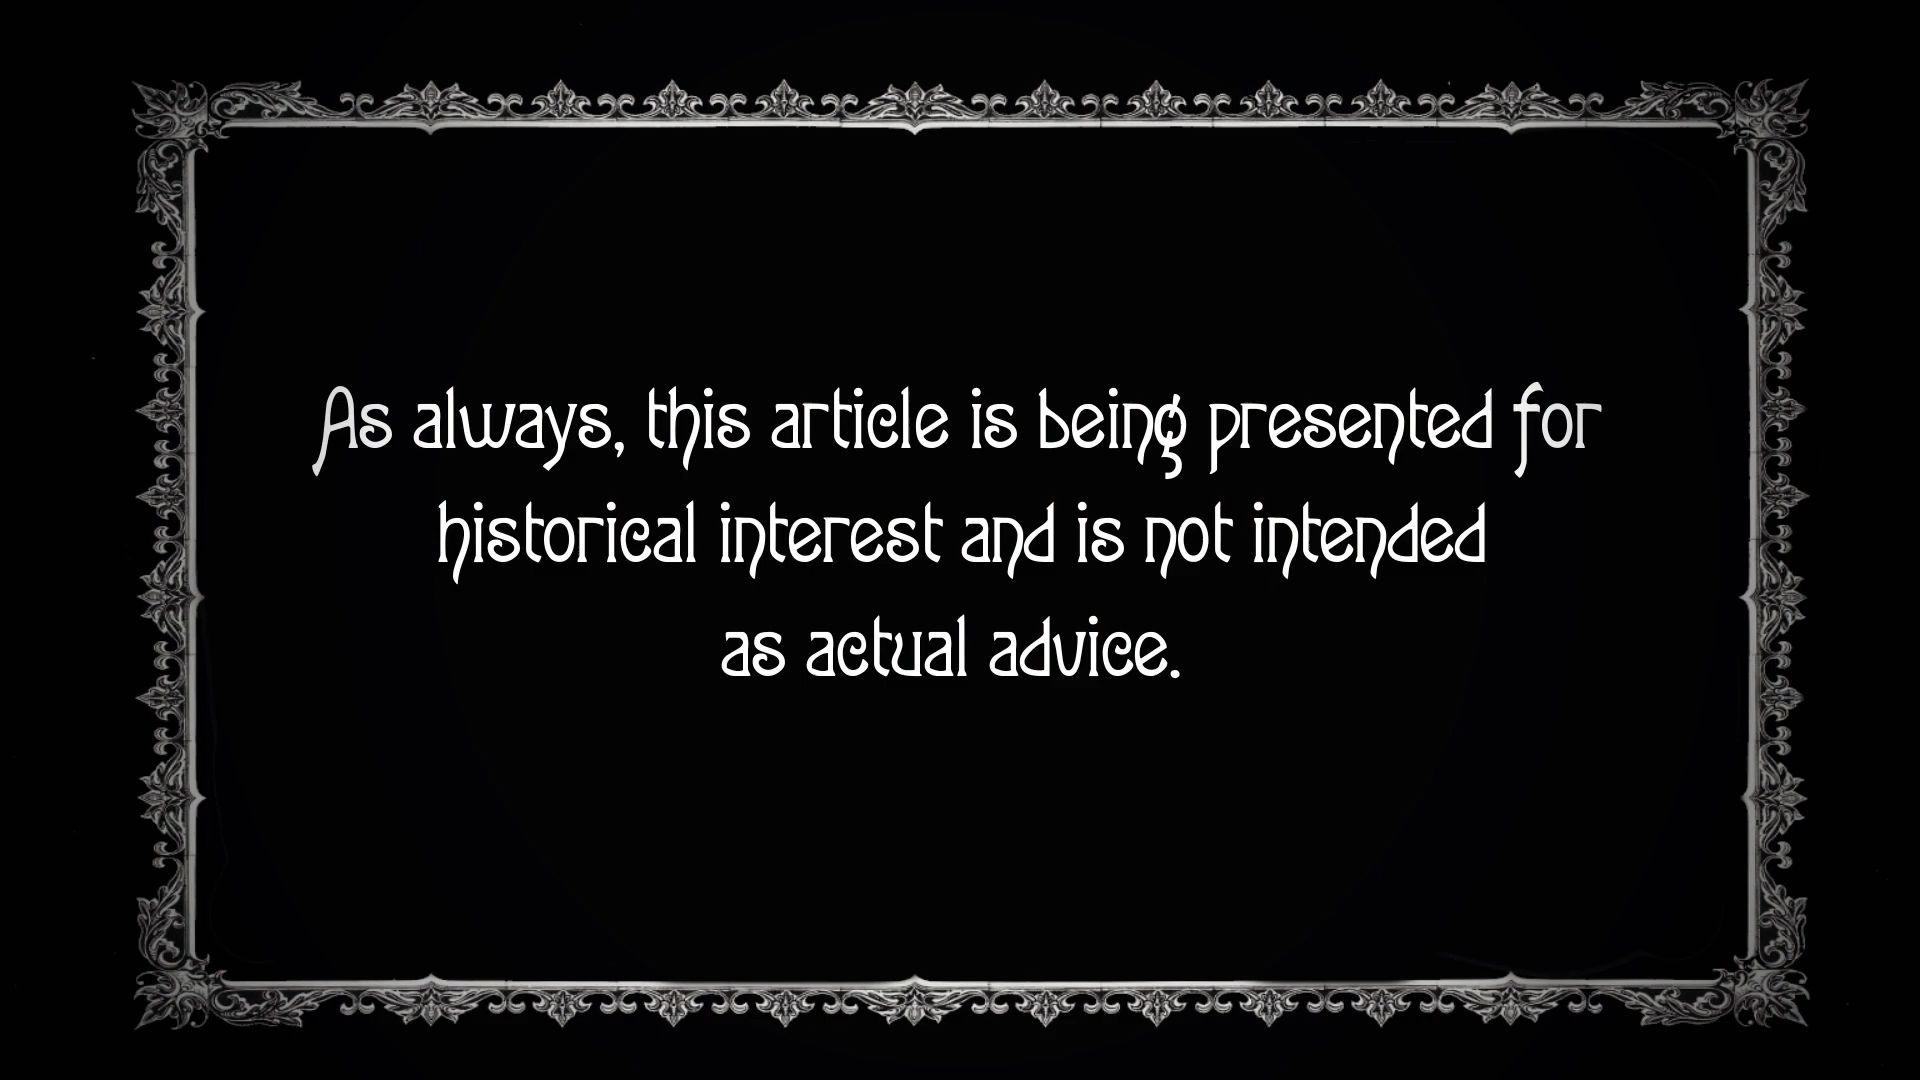 As always, this article is being presented for
historical interest and is not intended
as actual advice.